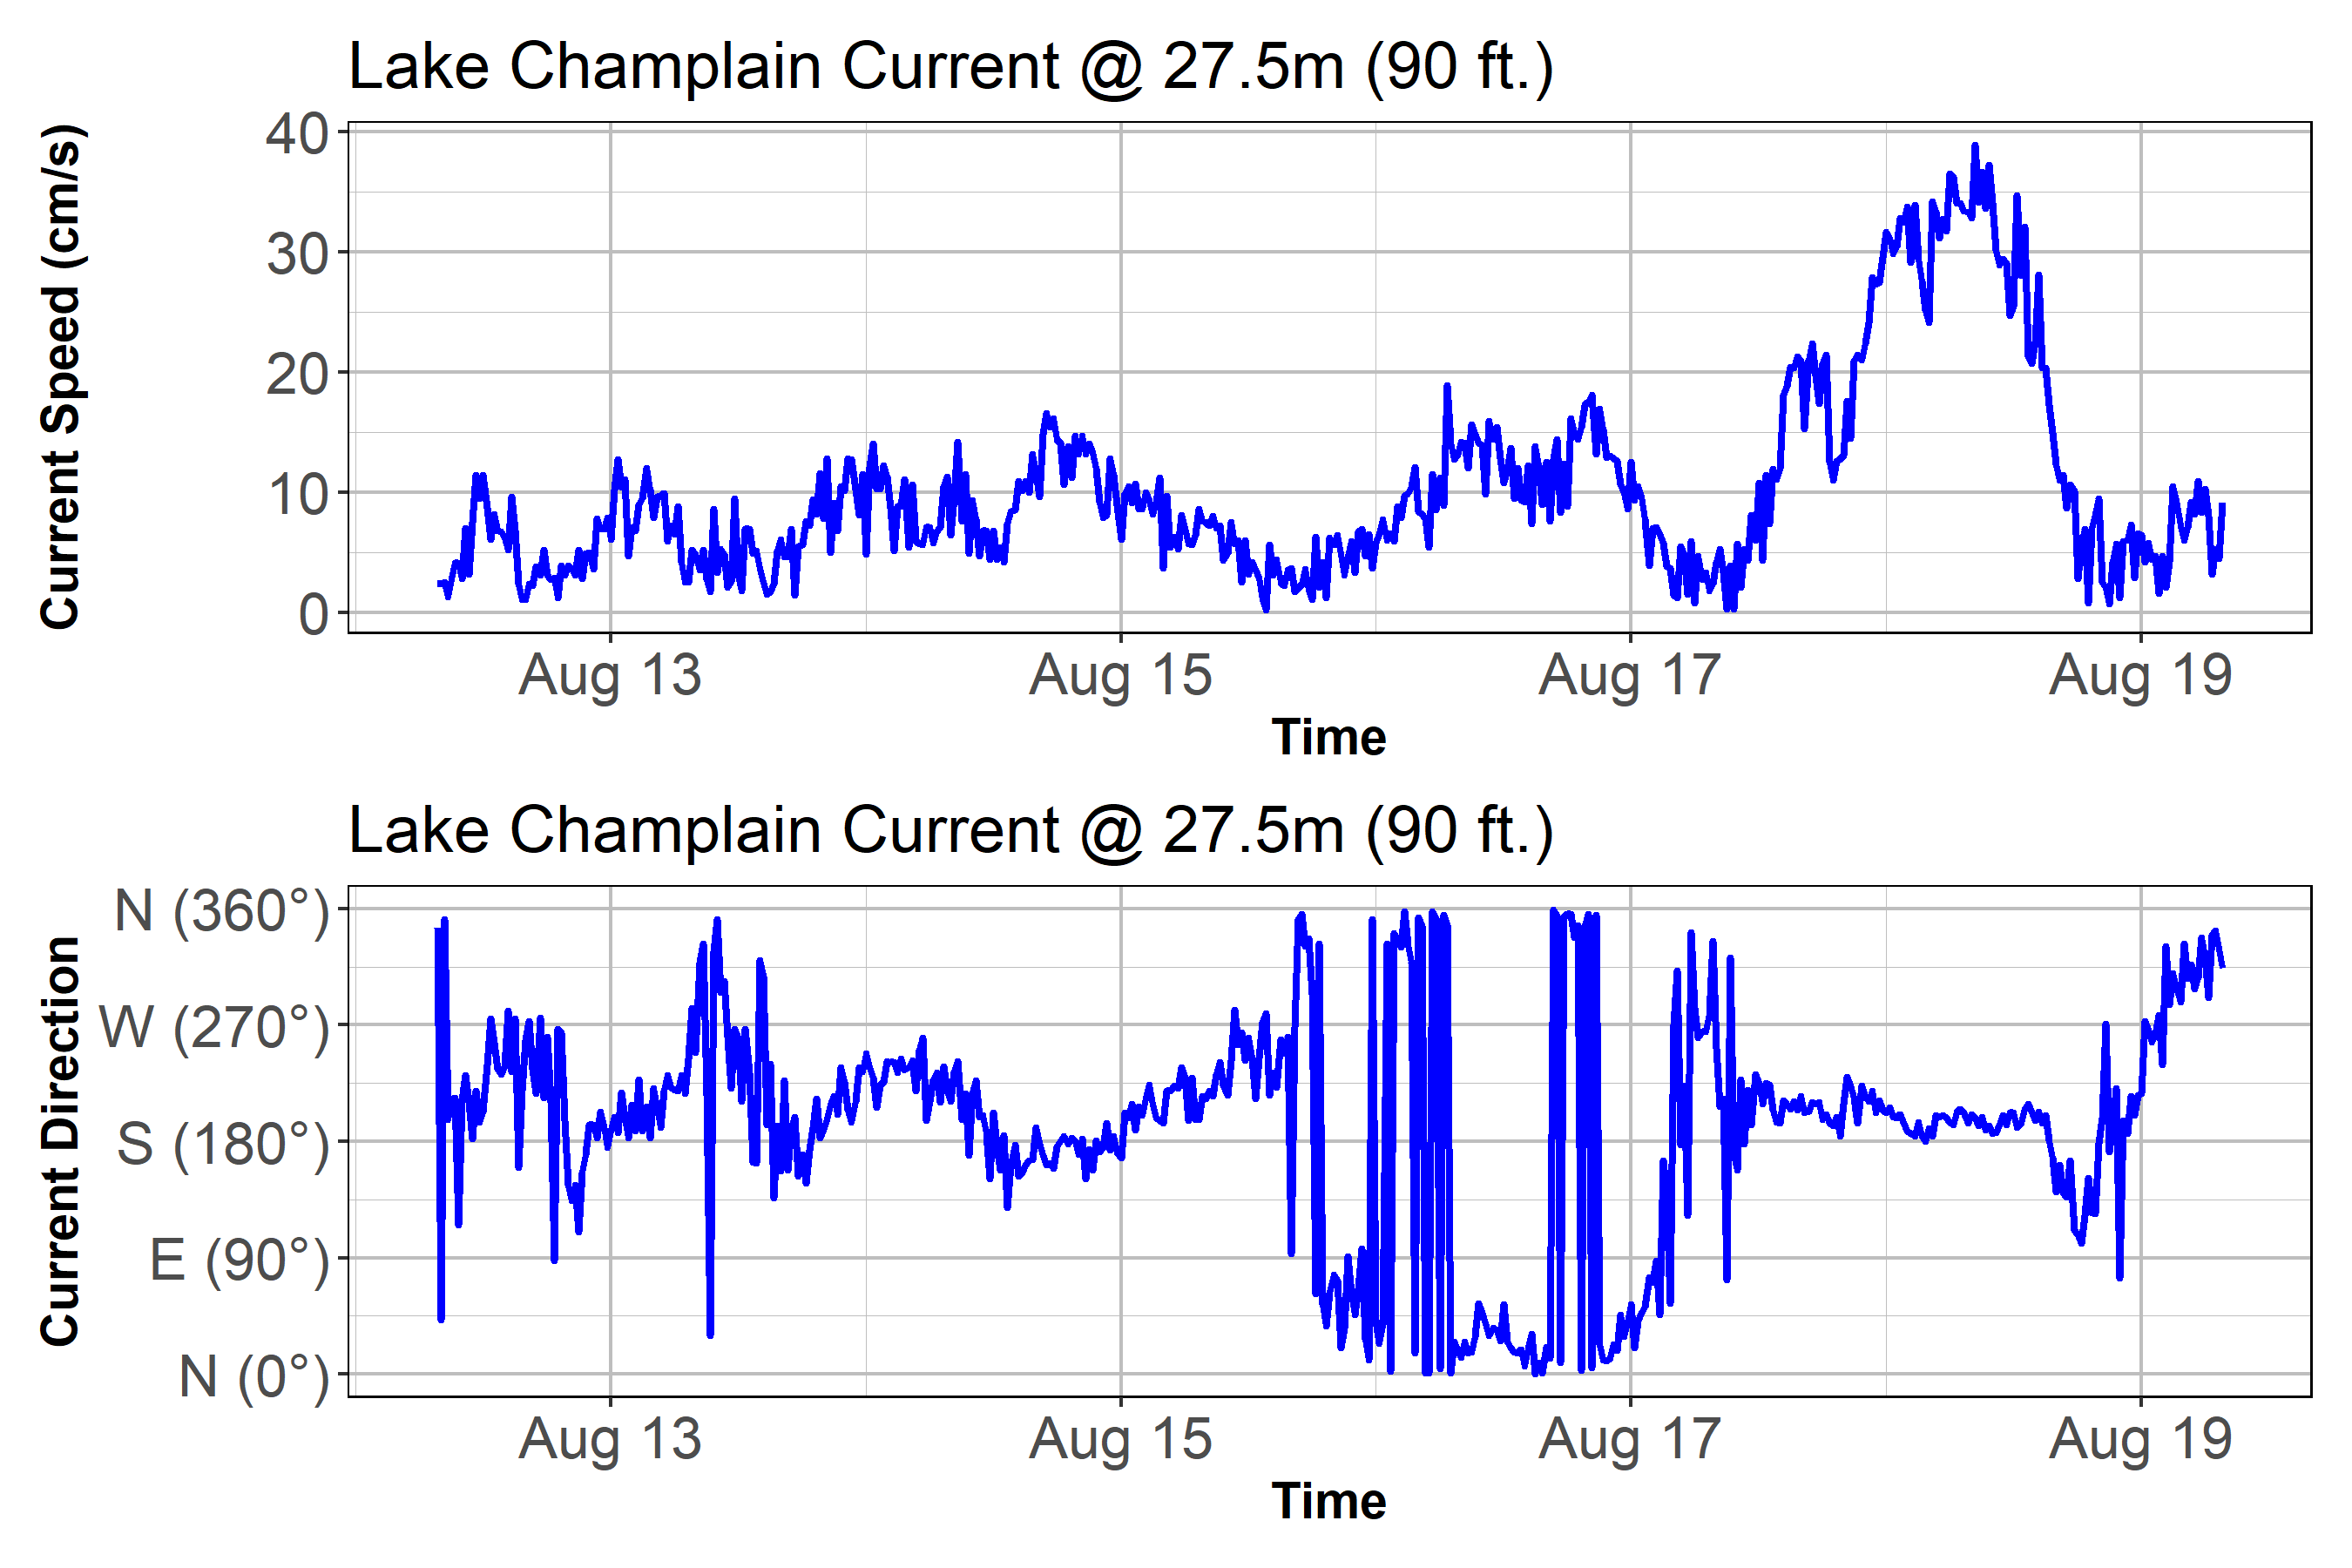 Lake Champlain Current @ 27.5m (90 ft.)
Current Speed (cm/s)
40
30
20
10
0
Aug 13 Aug 15 Aug 17 Aug 19
Time
Lake Champlain Current @ 27.5m (90 ft.)
Current Direction
N (360°)
W (270°)
S (180°)
E (90°)
N (0°)
Aug 13 Aug 15 Aug 17 Aug 19
Time